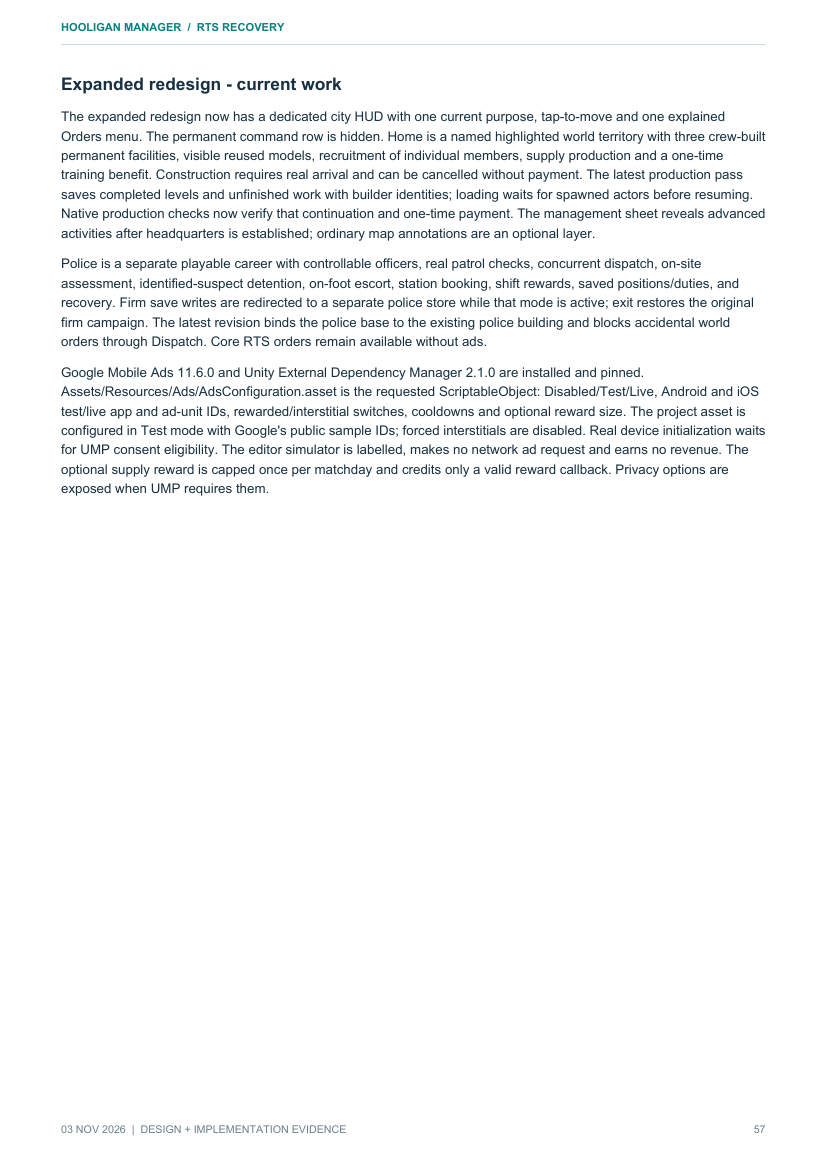 HOOLIGAN MANAGER / RTS RECOVERY
Expanded redesign - current work
The expanded redesign now has a dedicated city HUD with one current purpose, tap-to-move and one explained
Orders menu. The permanent command row is hidden. Home is a named highlighted world territory with three crew-built
permanent facilities, visible reused models, recruitment of individual members, supply production and a one-time
training benefit. Construction requires real arrival and can be cancelled without payment. The latest production pass
saves completed levels and unfinished work with builder identities; loading waits for spawned actors before resuming.
Native production checks now verify that continuation and one-time payment. The management sheet reveals advanced
activities after headquarters is established; ordinary map annotations are an optional layer.
Police is a separate playable career with controllable officers, real patrol checks, concurrent dispatch, on-site
assessment, identified-suspect detention, on-foot escort, station booking, shift rewards, saved positions/duties, and
recovery. Firm save writes are redirected to a separate police store while that mode is active; exit restores the original
firm campaign. The latest revision binds the police base to the existing police building and blocks accidental world
orders through Dispatch. Core RTS orders remain available without ads.
Google Mobile Ads 11.6.0 and Unity External Dependency Manager 2.1.0 are installed and pinned.
Assets/Resources/Ads/AdsConfiguration.asset is the requested ScriptableObject: Disabled/Test/Live, Android and iOS
test/live app and ad-unit IDs, rewarded/interstitial switches, cooldowns and optional reward size. The project asset is
configured in Test mode with Google's public sample IDs; forced interstitials are disabled. Real device initialization waits
for UMP consent eligibility. The editor simulator is labelled, makes no network ad request and earns no revenue. The
optional supply reward is capped once per matchday and credits only a valid reward callback. Privacy options are
exposed when UMP requires them.
03 NOV 2026 | DESIGN + IMPLEMENTATION EVIDENCE
57